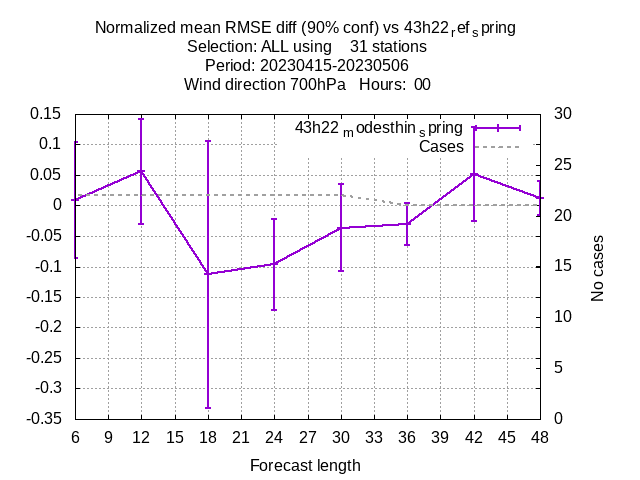 Normalized mean RMSE diff (90% conf) vs 43h22refspring
Selection: ALL using    31 stations
Period: 20230415-20230506
Wind direction 700hPa   Hours:  00
43h22modesthinspring
Cases
0.15
0.1
0.05
0
-0.05
-0.1
-0.15
-0.2
-0.25
-0.3
-0.35
30
25
20
15
10
5
0
No cases
6 9 12 15 18 21 24 27 30 33 36 39 42 45 48
Forecast length